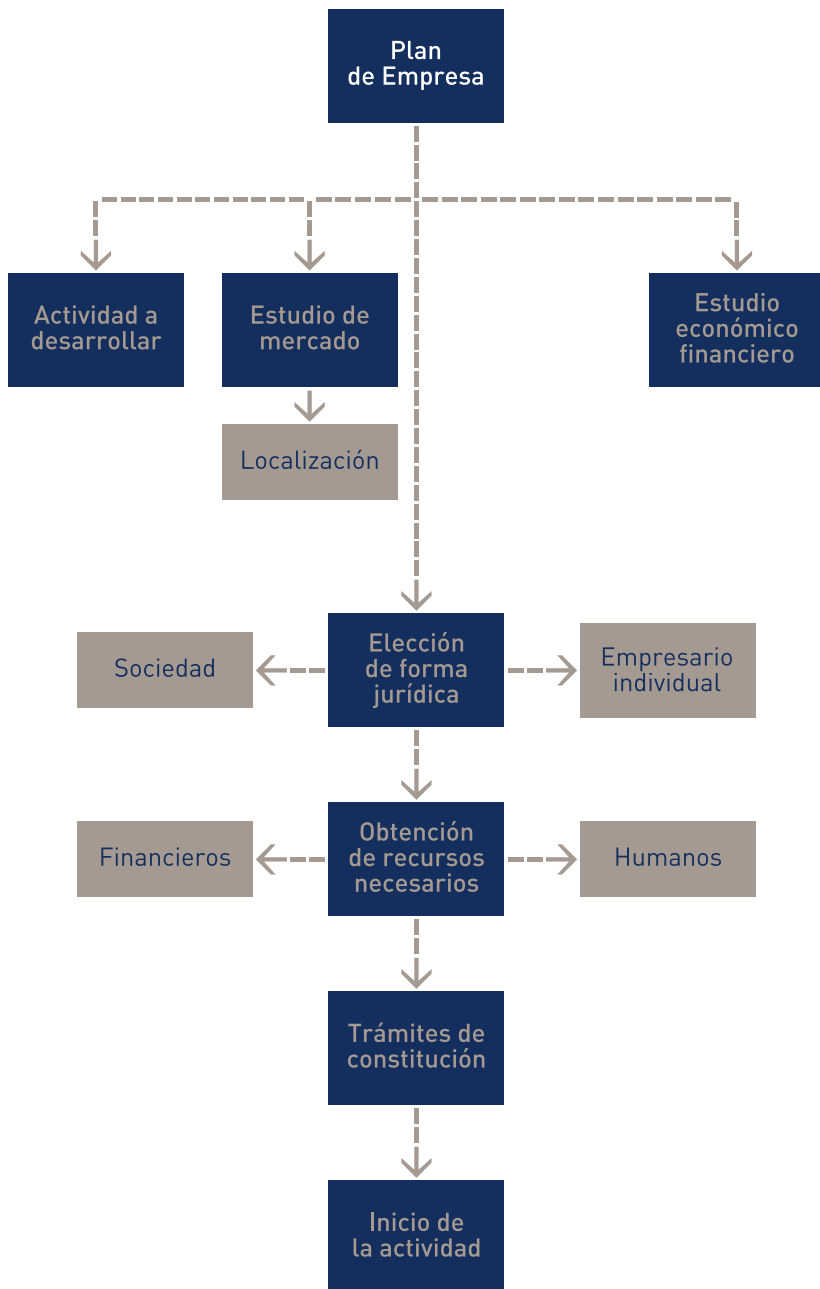 Plan
de Empresa
Actividad a
desarrollar
Estudio de
mercado
Estudio
económico
financiero
Localización
Sociedad
Elección
de forma
jurídica
Empresario
individual
Financieros
Obtención
de recursos
necesarios
Humanos
Trámites de
constitución
Inicio de
la actividad